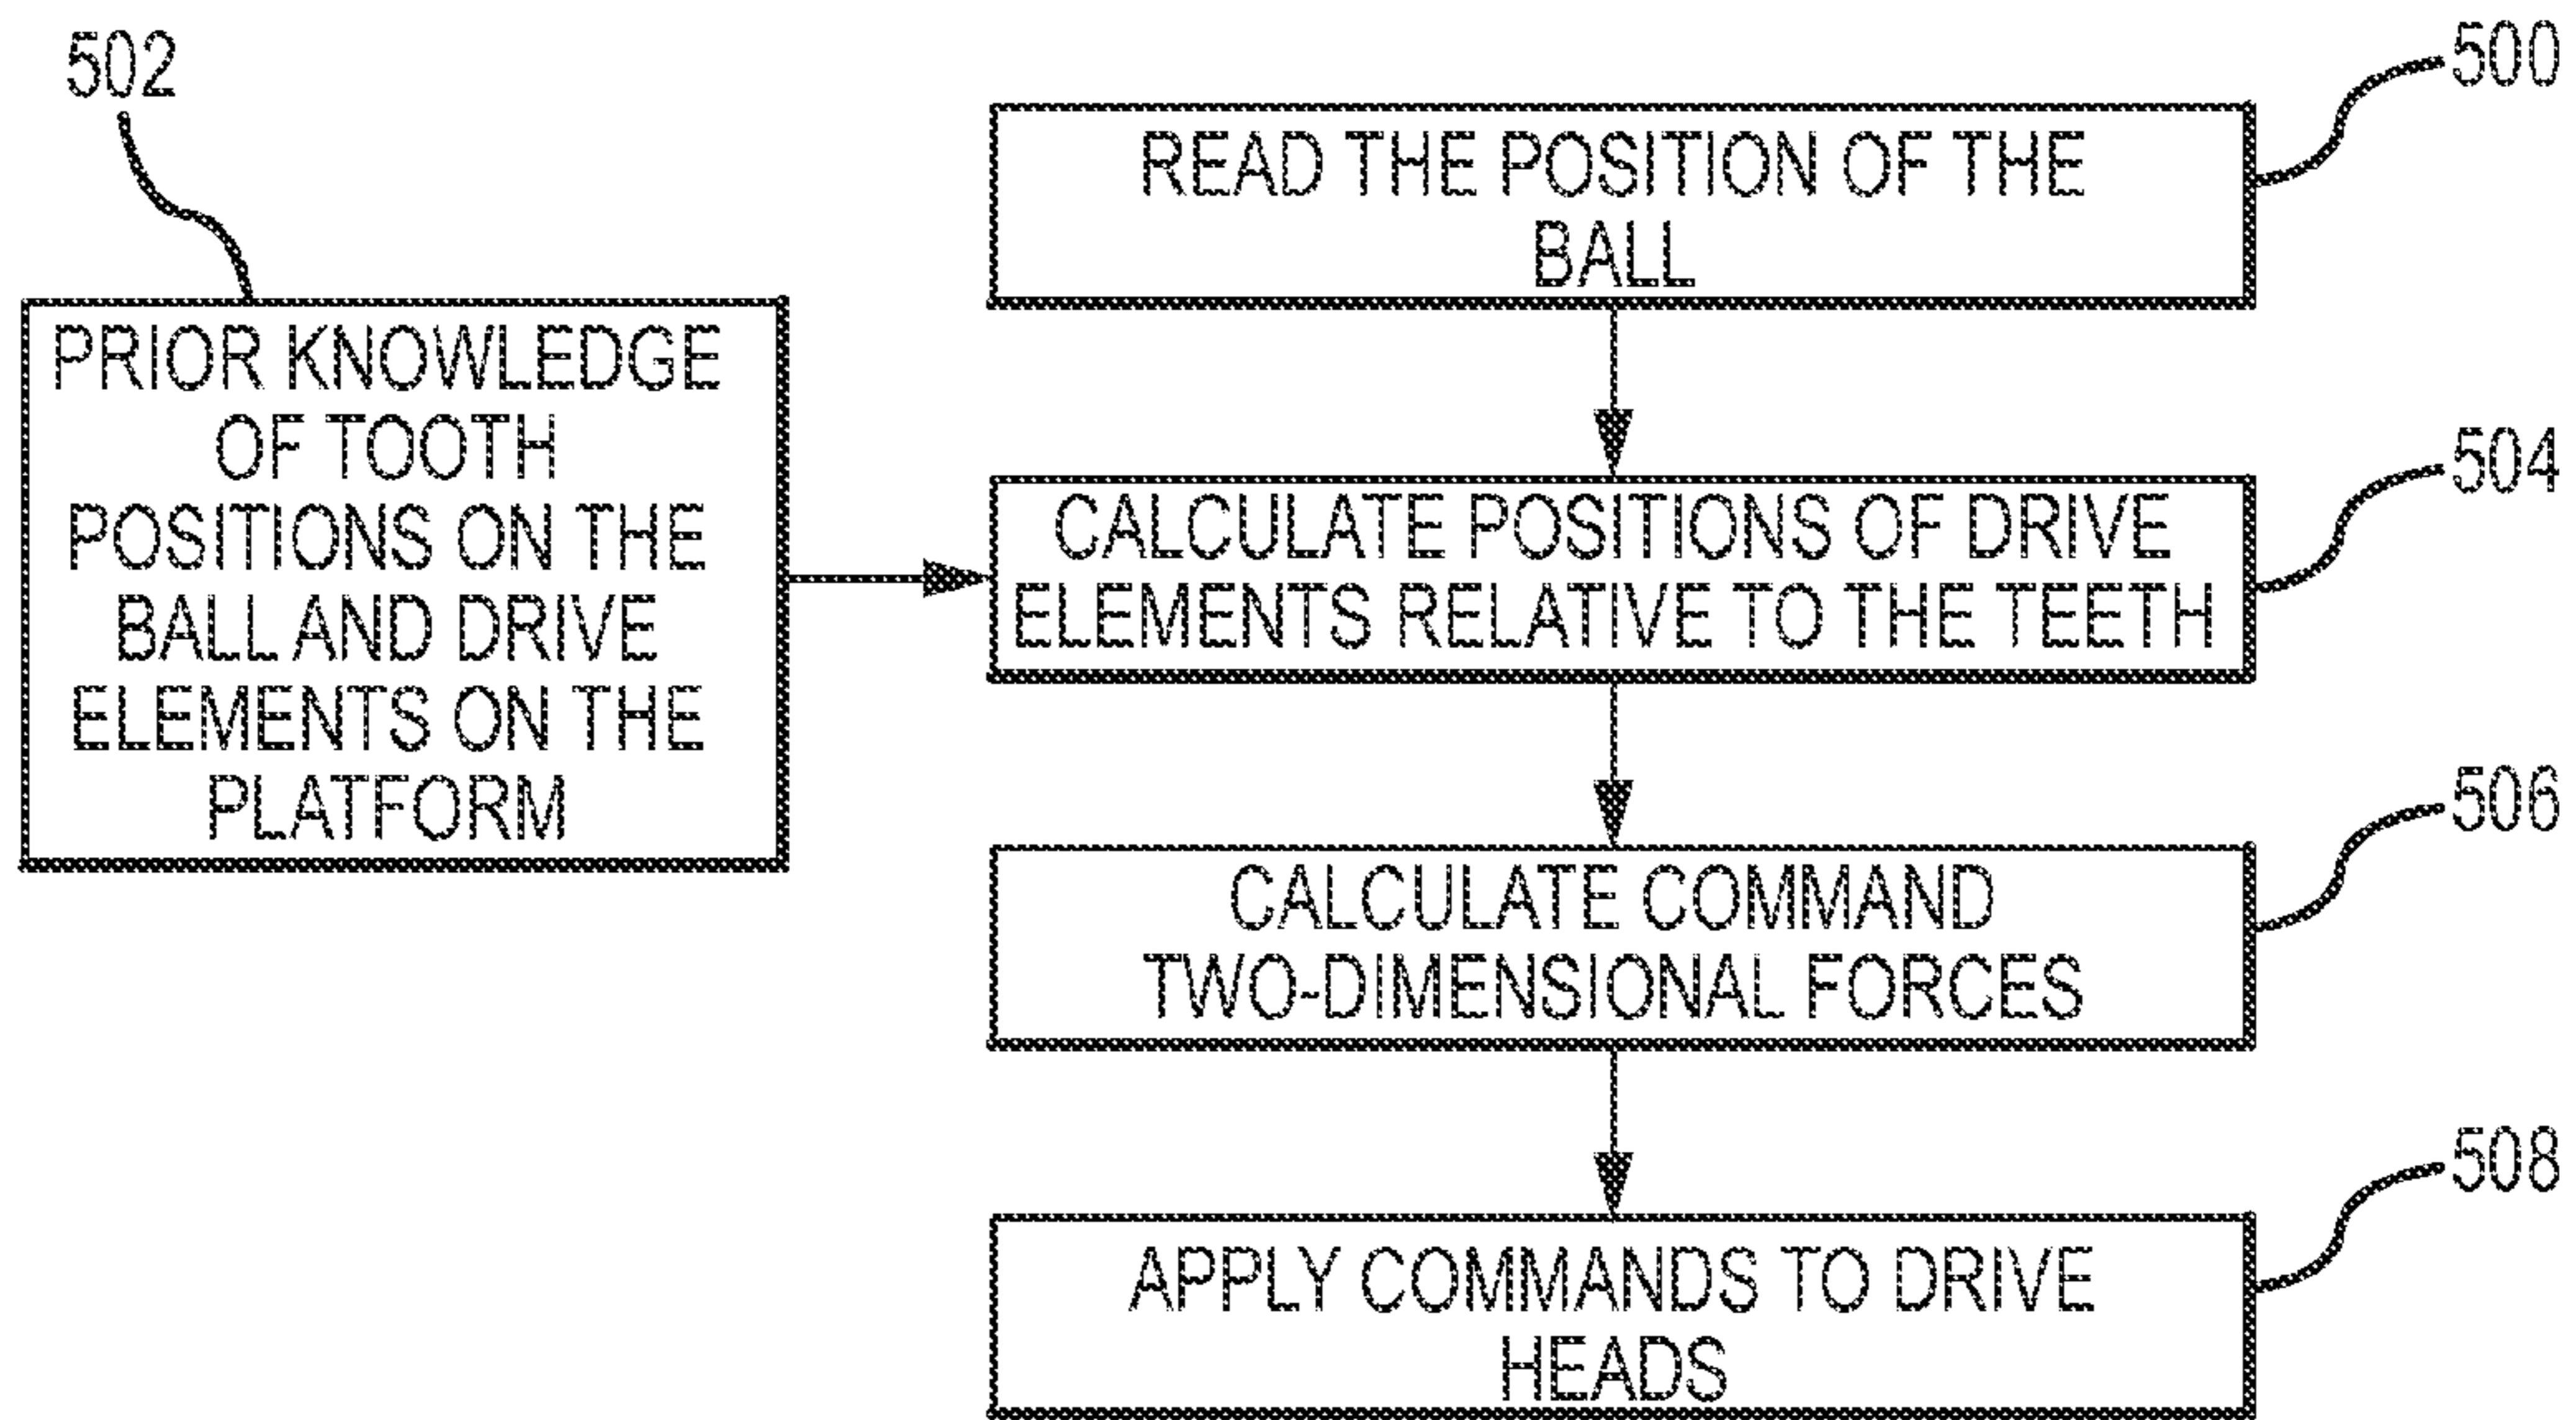 502
500
READ THE POSITION OF THE
BALL
PRIOR KNOWLEDGE
OF TOOTH
POSITIONS ON THE
BALL AND DRIVE
ELEMENTS ON THE
PLATFORM
504
CALCULATE POSITIONS OF DRIVE
ELEMENTS RELATIVE TO THE TEETH
506
CALCULATE COMMAND
TWO-DIMENSIONAL FORCES
508
APPLY COMMANDS TO DRIVE
HEADS